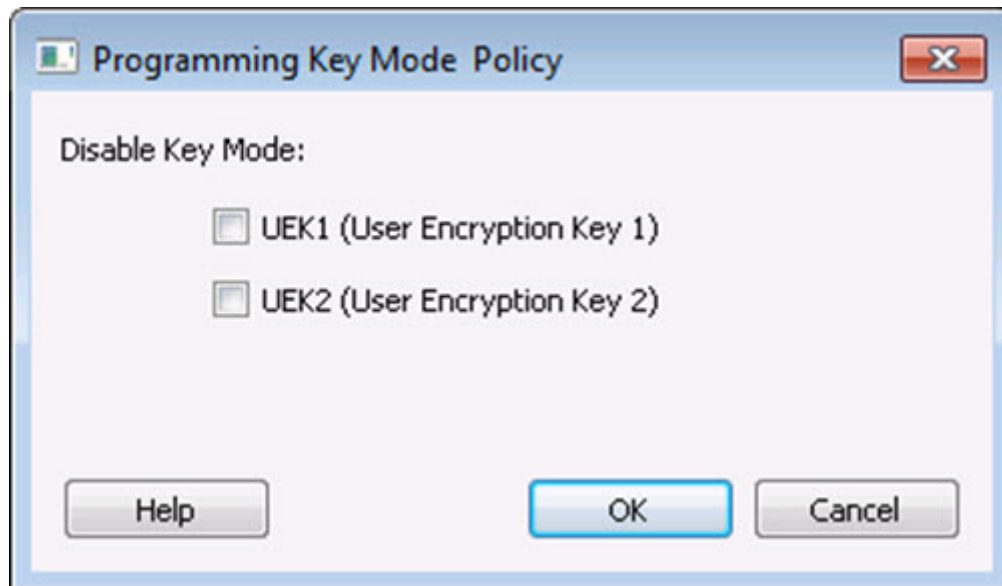 Programming Key Mode Policy
Disable Key Mode:
UEK1 (User Encryption Key 1)
UEK2 (User Encryption Key 2)
Help OK Cancel